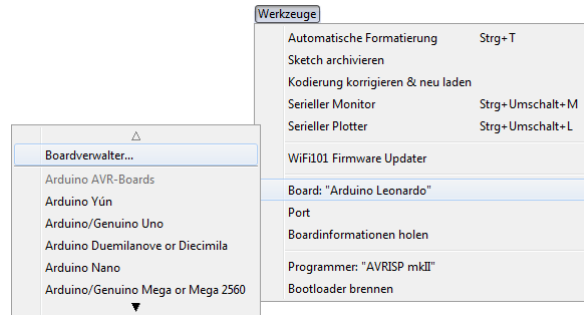 Werkzeuge
Automatische Formatierung Strg+T
Sketch archivieren
Kodierung korrigieren & neu laden
Serieller Monitor Strg+Umschalt+M
Serieller Plotter Strg+Umschalt+L
WiFi101 Firmware Updater
Board: "Arduino Leonardo"
Port
Boardinformationen holen
Programmer: "AVRISP mkII"
Bootloader brennen
Boardverwalter...
Arduino AVR-Boards
Arduino Yún
Arduino/Genuino Uno
Arduino Duemilanove or Diecimila
Arduino Nano
Arduino/Genuino Mega or Mega 2560